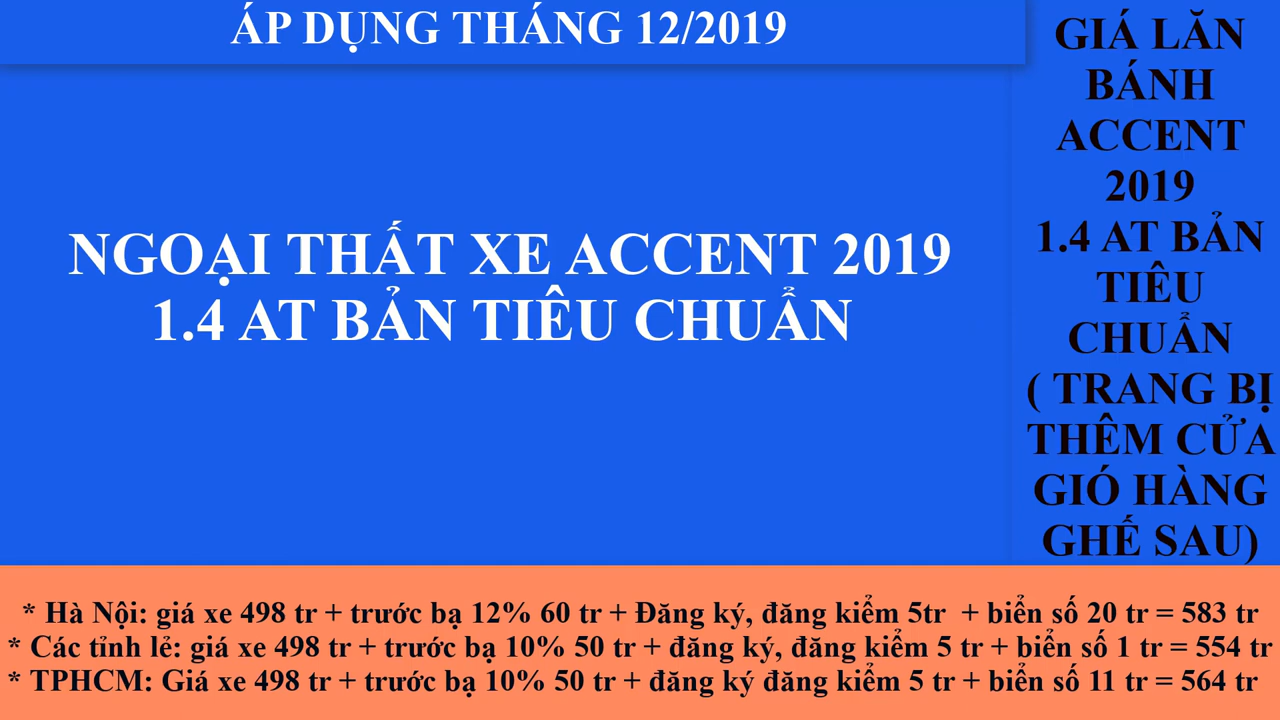 ÁP DỤNG THÁNG 12/2019
NGOẠI THẤT XE ACCENT 2019
1.4 AT BẢN TIÊU CHUẨN
GIÁ LĂN
BÁNH
ACCENT
2019
1.4 AT BẢN
TIÊU
CHUẨN
( TRANG BỊ
THÊM CỬA
GIÓ HÀNG
GHẾ SAU)
* Hà Nội: giá xe 498 tr + trước bạ 12% 60 tr + Đăng ký, đăng kiểm 5tr + biển số 20 tr = 583 tr
* Các tỉnh lẻ: giá xe 498 tr + trước bạ 10% 50 tr + đăng ký, đăng kiểm 5 tr + biển số 1 tr = 554 tr
* TPHCM: Giá xe 498 tr + trước bạ 10% 50 tr + đăng ký đăng kiểm 5 tr + biển số 11 tr = 564 tr